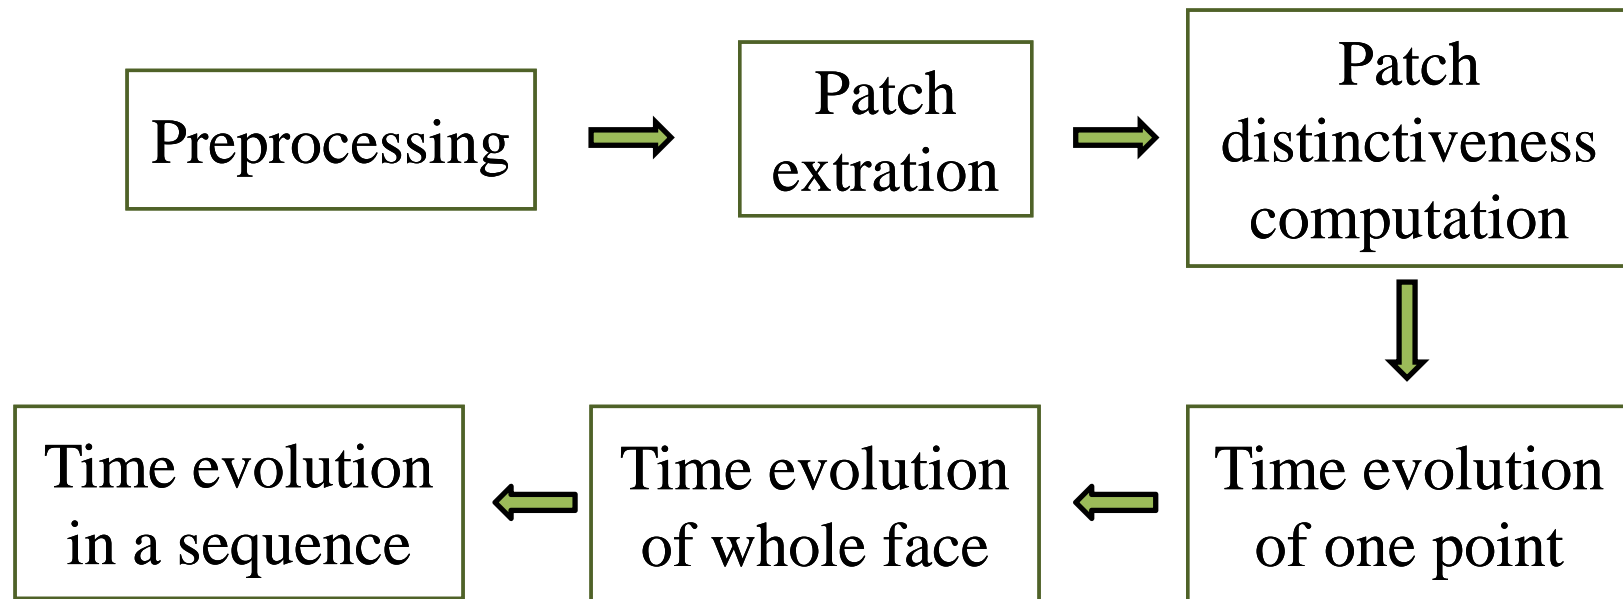 Preprocessing
Patch
extration
Patch
distinctiveness
computation
Time evolution
of one point
Time evolution
of whole face
Time evolution
in a sequence